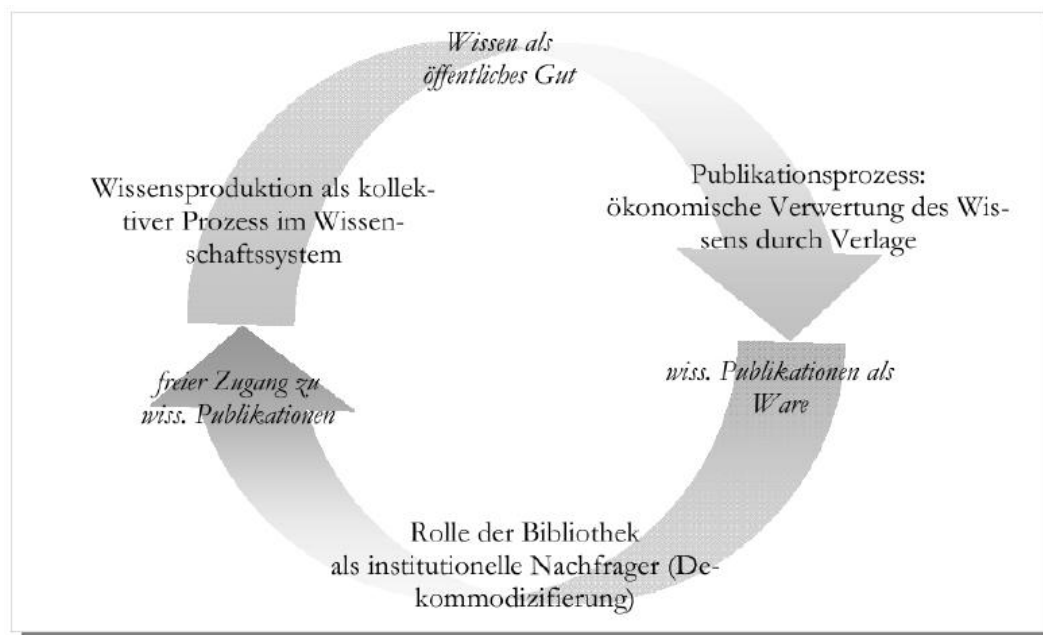 Wissen als
öffentliches Gut
Wissensproduktion als kollek-
tiver Prozess im Wissen-
schaftssystem
Publikationsprozess:
ökonomische Verwertung des Wis-
sens durch Verlage
freier Zugang zu
wiss. Publikationen
wiss. Publikationen als
Ware
Rolle der Bibliothek
als institutionelle Nachfrager (De-
kommodizifierung)